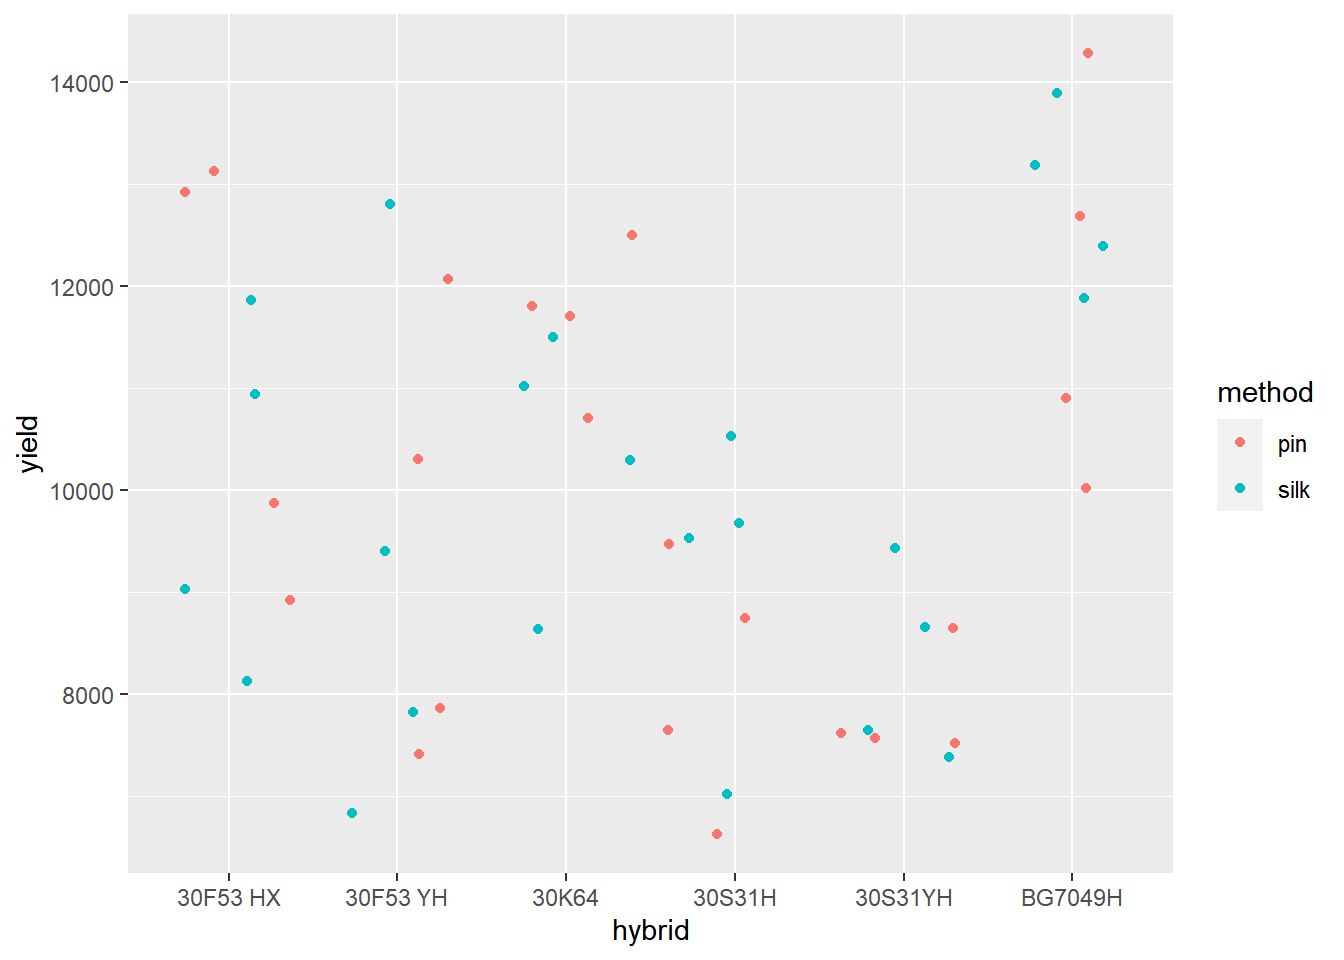 14000
12000
10000
8000
yield
30F53 HX
30F53 YH
30K64
30S31H
30S31YH
BG7049H
hybrid
method
pin
silk